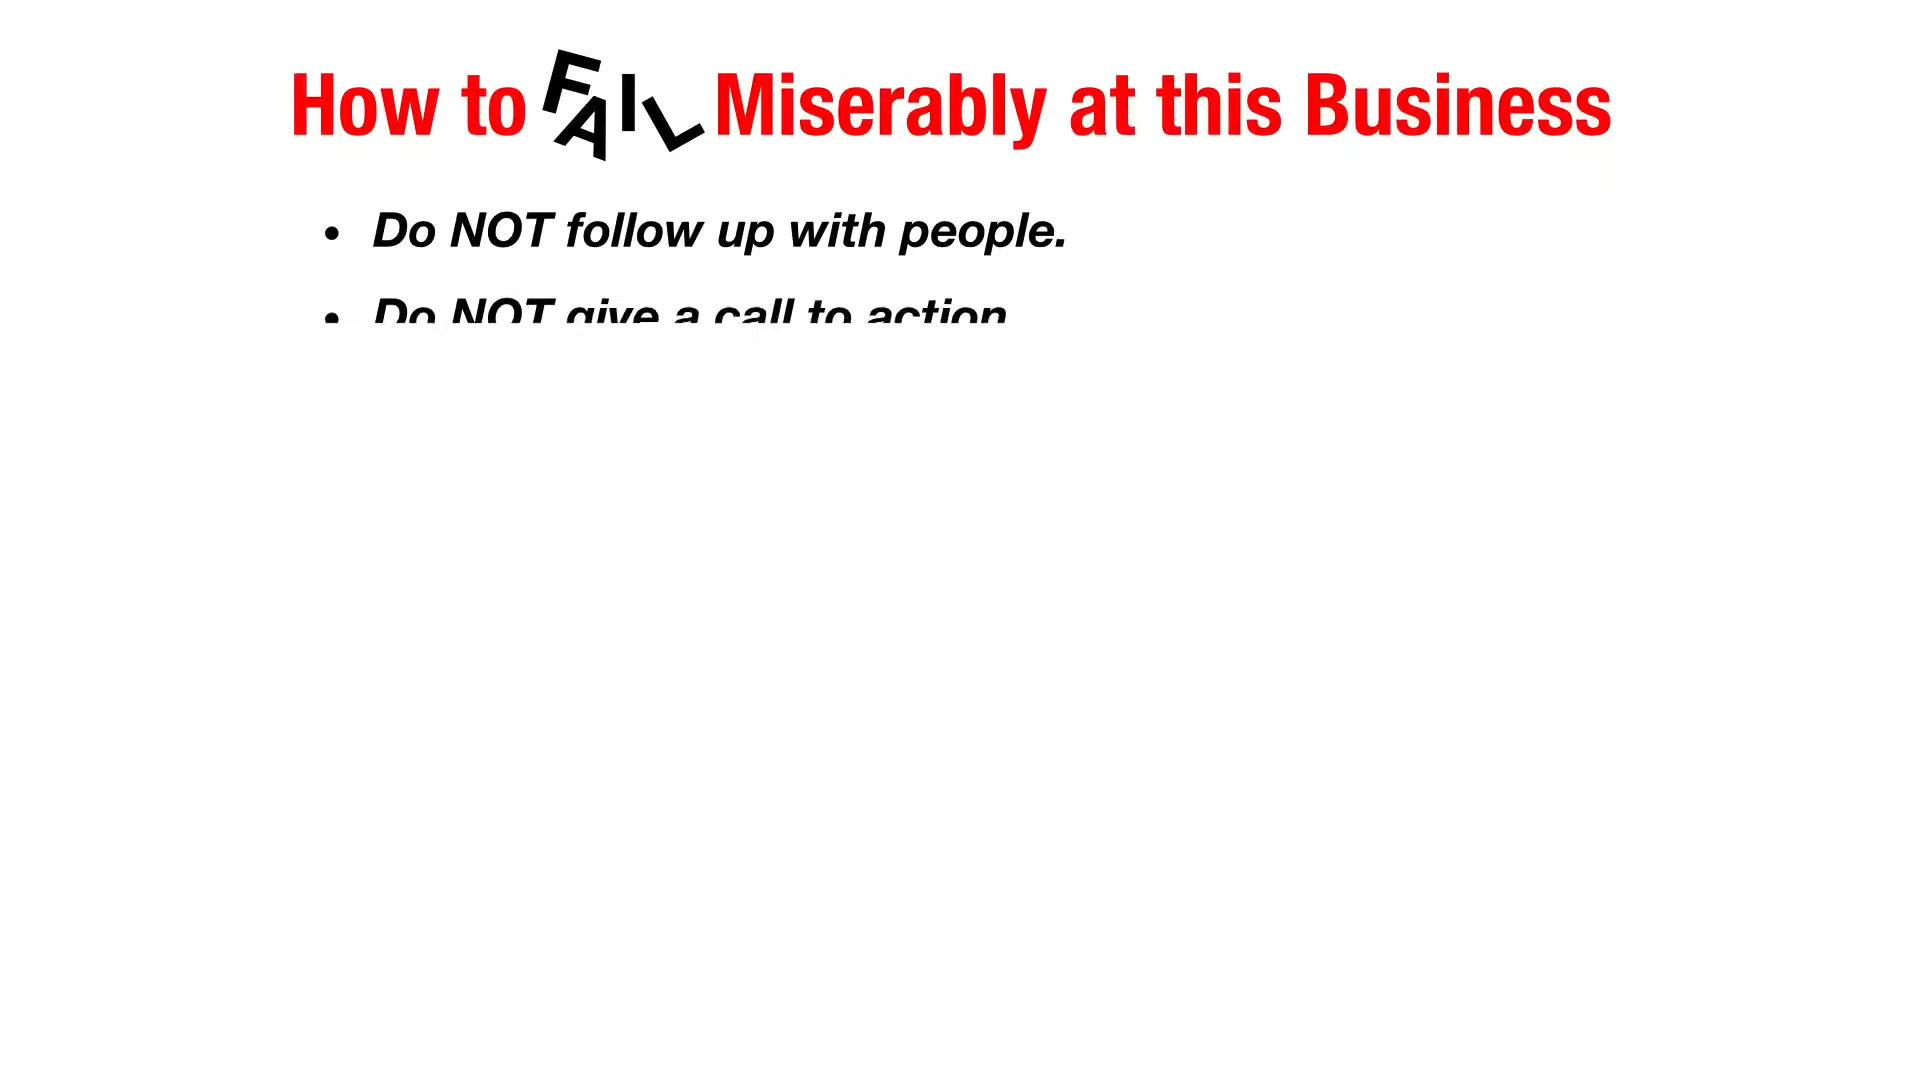 How to FAIL Miserably at this Business
• Do NOT follow up with people.
• Do NOT give a call to action